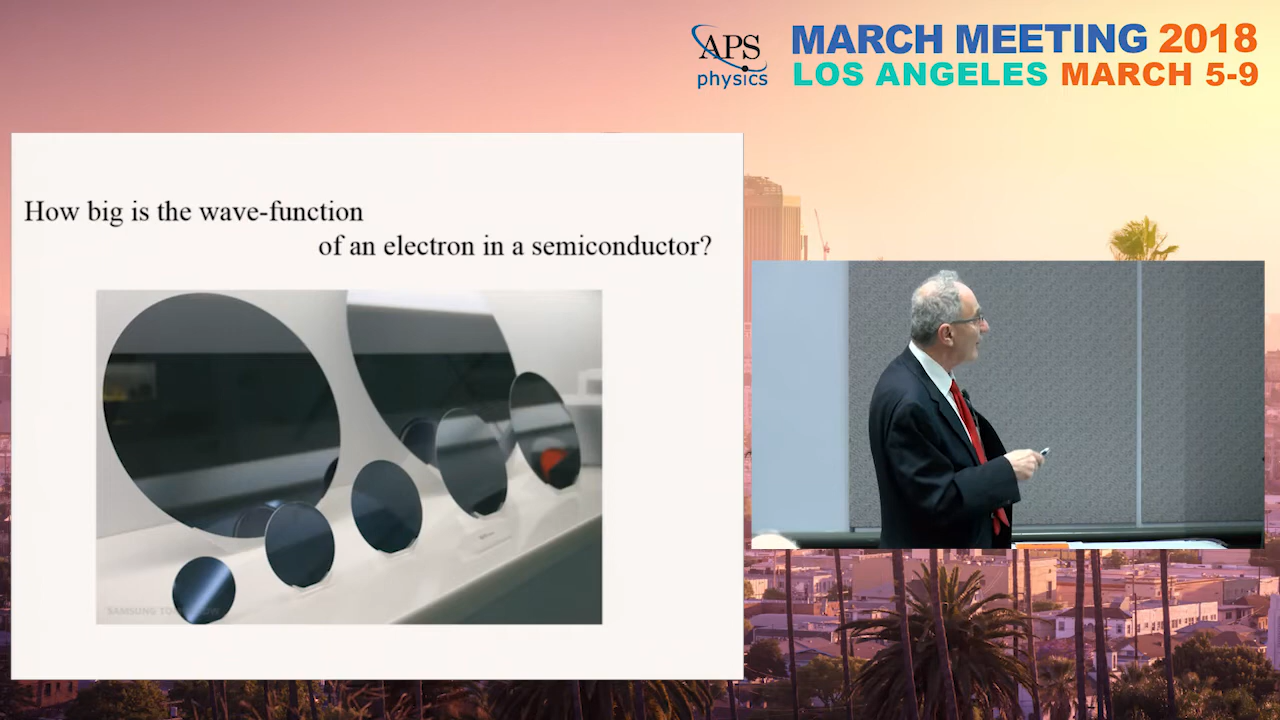 APS
physics
MARCH MEETING 2018
LOS ANGELES MARCH 5-9
How big is the wave-function
of an electron in a semiconductor?
SAMSUNG TOMORROW